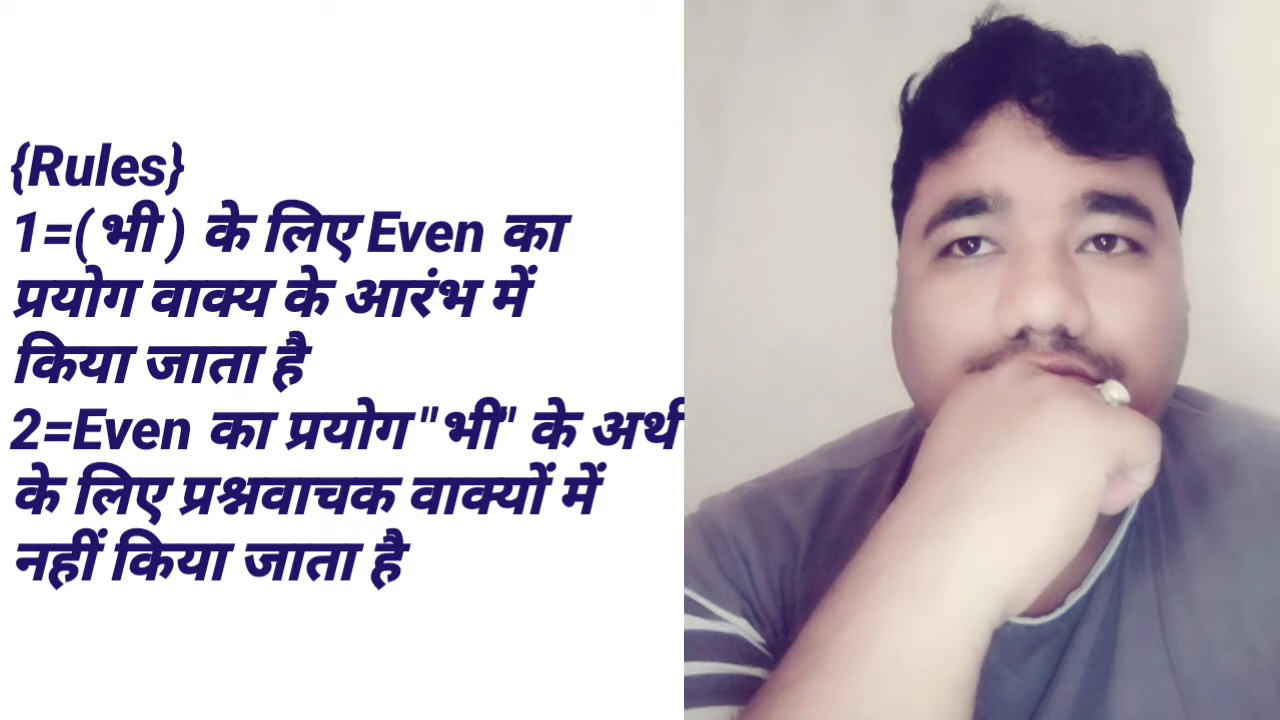 {Rules}
1=(भी ) के लिए Even का
प्रयोग वाक्य के आरंभ में
किया जाता है
2=Even का प्रयोग "भी" के अर्थ
के लिए प्रश्नवाचक वाक्यों में
नहीं किया जाता है